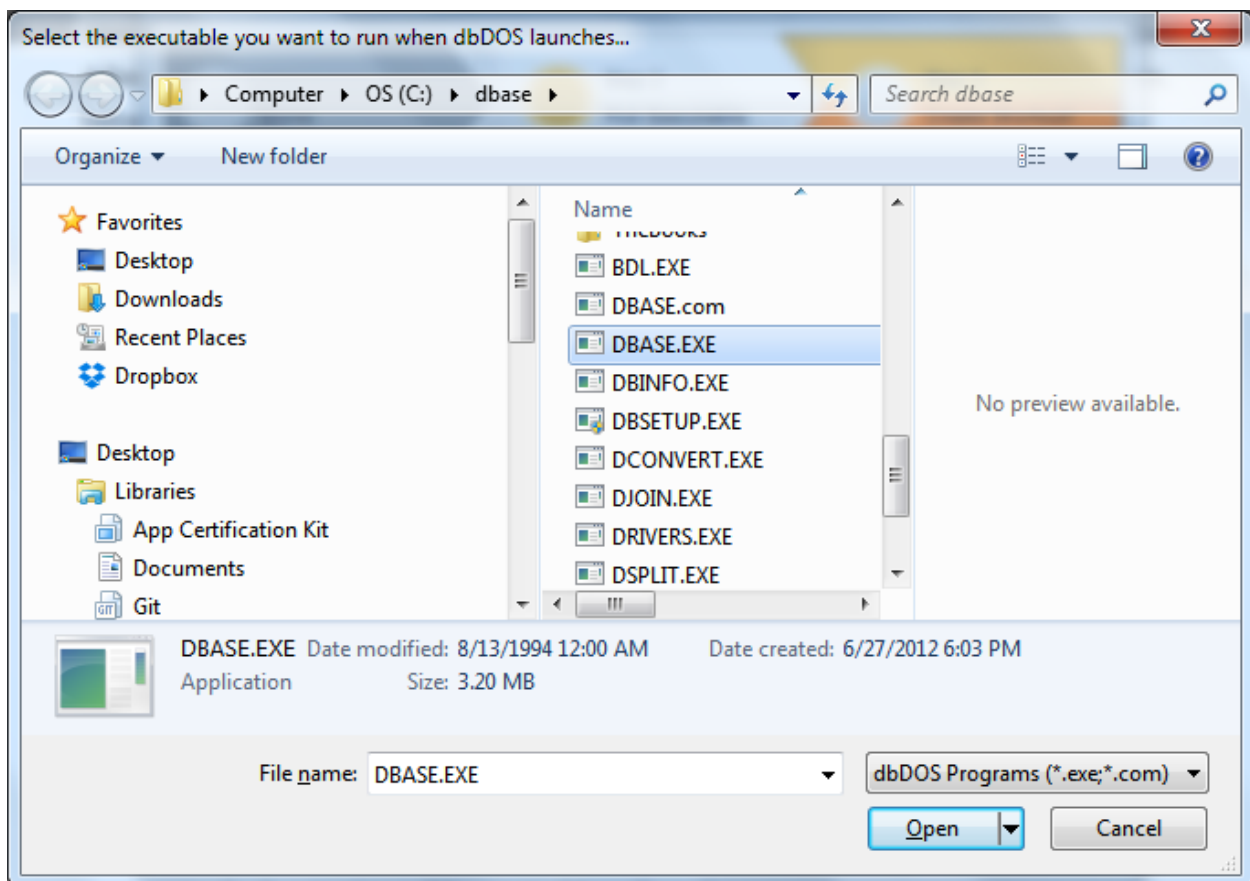 Select the executable you want to run when dbDOS launches...
Computer ▸ OS (C:) ▸ dbase ▸
Search dbase
Organize
New folder
Favorites
Desktop
Downloads
Recent Places
Dropbox
Desktop
Libraries
App Certification Kit
Documents
Git
Name
BDL.EXE
DBASE.com
DBASE.EXE
DBINFO.EXE
DBSETUP.EXE
DCONVERT.EXE
DJOIN.EXE
DRIVERS.EXE
DSPLIT.EXE
No preview available.
DBASE.EXE Date modified: 8/13/1994 12:00 AM Date created: 6/27/2012 6:03 PM
Application Size: 3.20 MB
File name: DBASE.EXE
dbDOS Programs (*.exe;*.com)
Open
Cancel